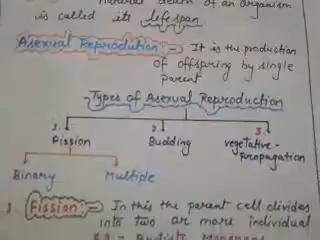 natural death of an organism
is called its lifespan
Asexual Reproduction :- It is the production
of offspring by single
parent
Types of Asexual Reproduction
1. 2. 3.
Fission Budding vegetative-
propagation
Binary Multiple
1. Fission :- In this the parent cell divides
into two or more individual